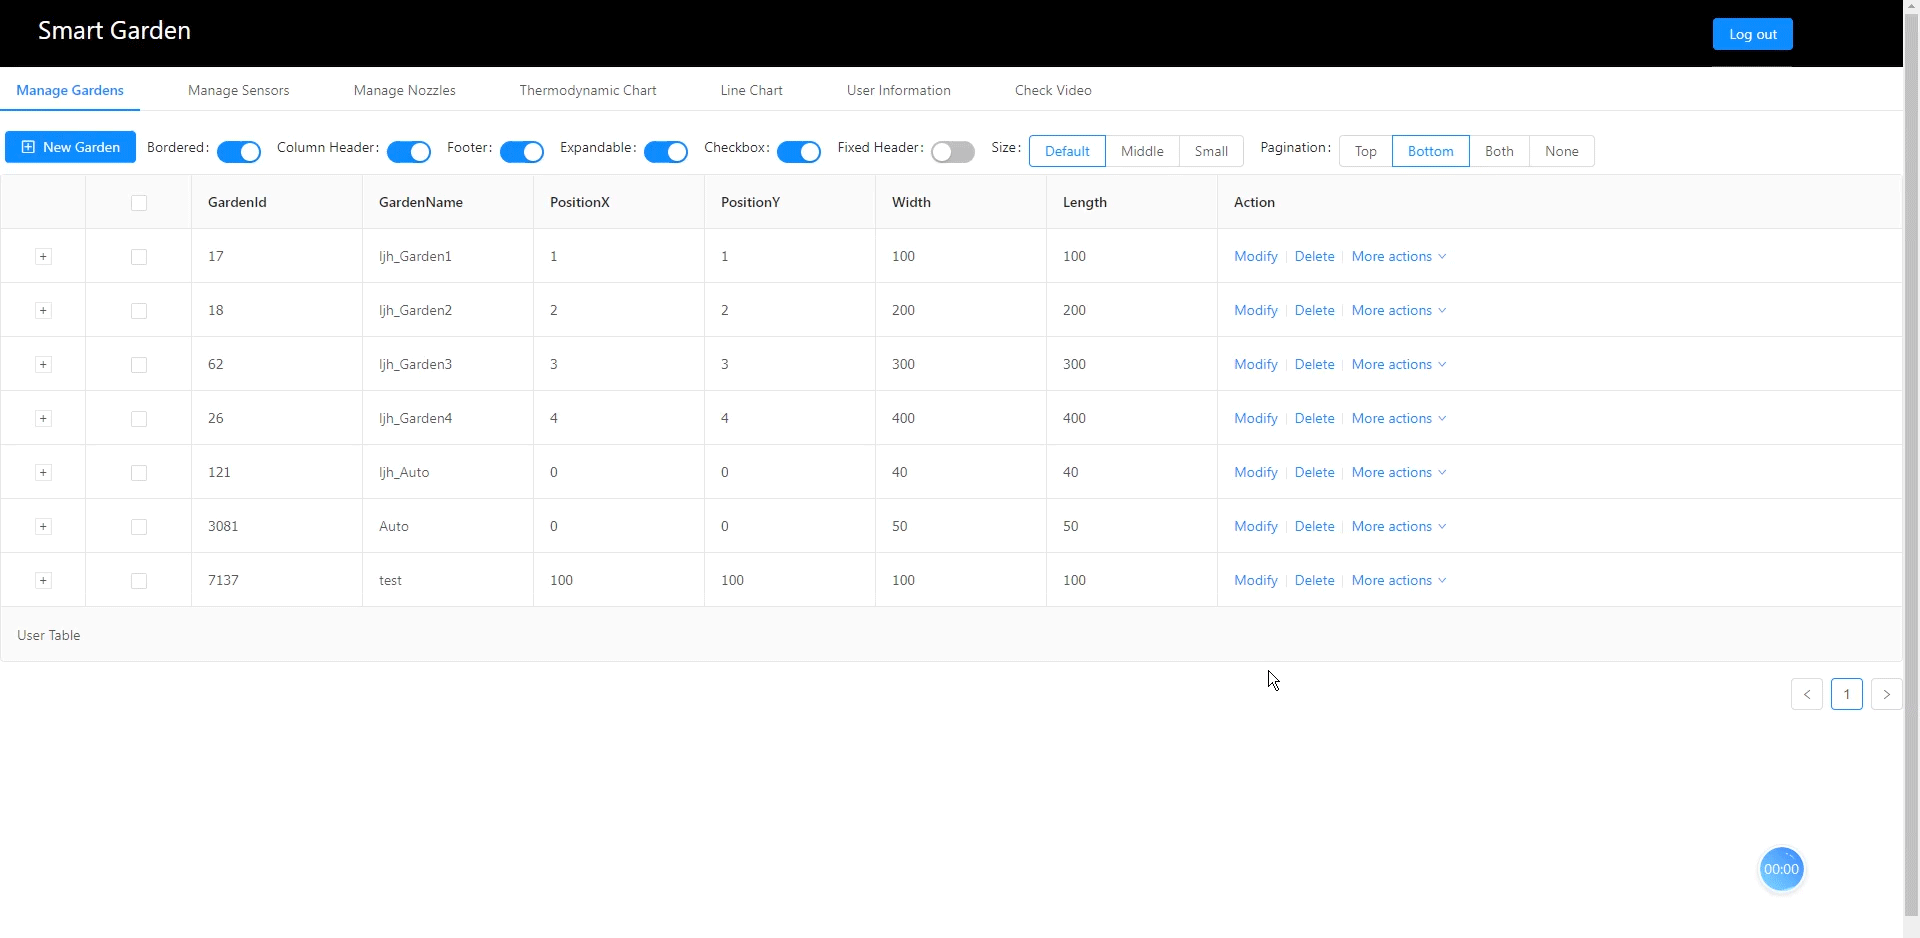 Smart Garden
Log out
Manage Gardens Manage Sensors Manage Nozzles Thermodynamic Chart Line Chart User Information Check Video
New Garden Bordered: Column Header: Footer: Expandable: Checkbox: Fixed Header: Size: Default Middle Small Pagination: Top Bottom Both None
GardenId GardenName PositionX PositionY Width Length Action
+ 17 ljh_Garden1 1 1 100 100 Modify Delete More actions
+ 18 ljh_Garden2 2 2 200 200 Modify Delete More actions
+ 62 ljh_Garden3 3 3 300 300 Modify Delete More actions
+ 26 ljh_Garden4 4 4 400 400 Modify Delete More actions
+ 121 ljh_Auto 0 0 40 40 Modify Delete More actions
+ 3081 Auto 0 0 50 50 Modify Delete More actions
+ 7137 test 100 100 100 100 Modify Delete More actions
User Table
< 1 >
00:00